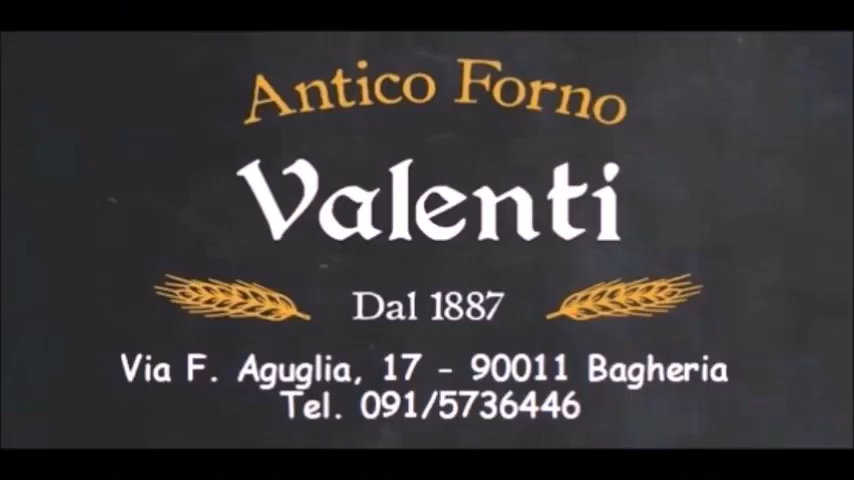 Antico Forno
Valenti
Dal 1887
Via F. Aguglia, 17 - 90011 Bagheria
Tel. 091/5736446